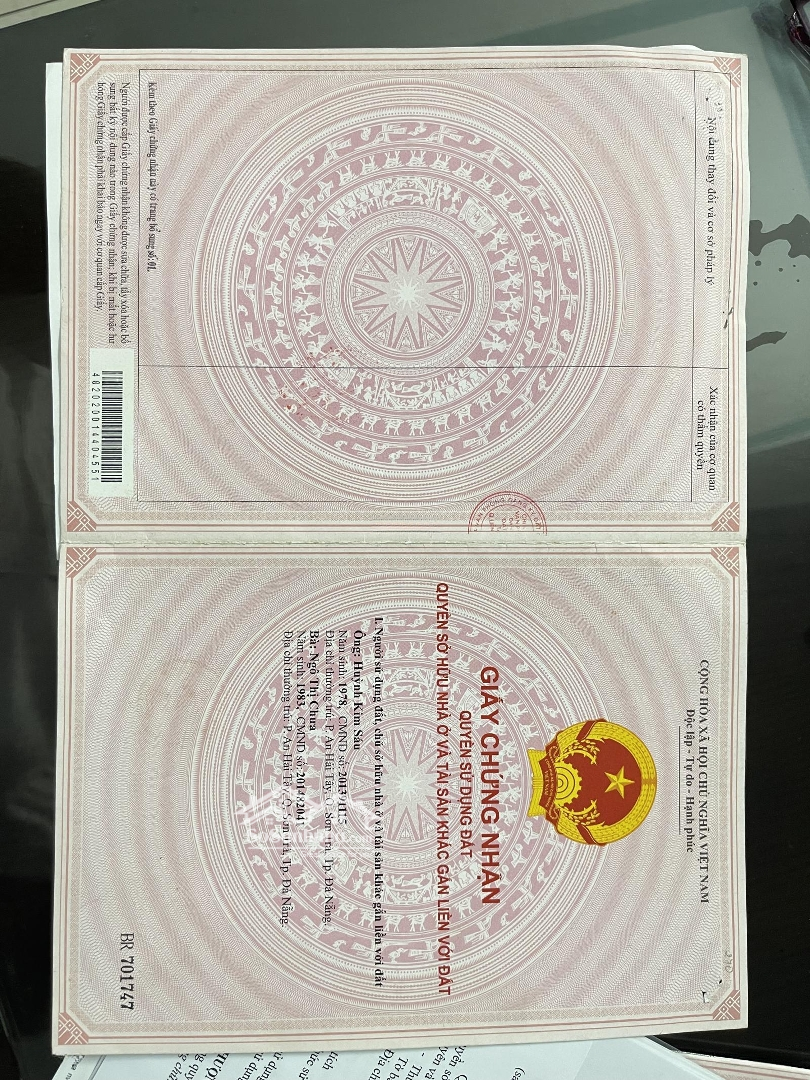 CỘNG HÒA XÃ HỘI CHỦ NGHĨA VIỆT NAM
Độc lập - Tự do - Hạnh phúc
GIẤY CHỨNG NHẬN
QUYỀN SỬ DỤNG ĐẤT
QUYỀN SỞ HỮU NHÀ Ở VÀ TÀI SẢN KHÁC GẮN LIỀN VỚI ĐẤT
I. Người sử dụng đất, chủ sở hữu nhà ở và tài sản khác gắn liền với đất
Ông: Huỳnh Kim Sáu
Năm sinh: 1978, CMND số:
Địa chỉ thường trú: P. An Hải Tây, Q. Sơn Trà, Tp. Đà Nẵng.
Bà: Ngô Thị Chưa
Năm sinh: 1983, CMND số:
Địa chỉ thường trú: P. An Hải Tây, Q. Sơn Trà, Tp. Đà Nẵng.
BR 701747
Nội dung thay đổi và cơ sở pháp lý
Xác nhận của cơ quan
có thẩm quyền
Kèm theo Giấy chứng nhận này có trang bổ sung số: 01.
Người được cấp Giấy chứng nhận không được sửa chữa, tẩy xóa hoặc bổ
sung bất kỳ nội dung nào trong Giấy chứng nhận; khi bị mất hoặc hư
hỏng Giấy chứng nhận phải khai báo ngay với cơ quan cấp Giấy.
482020014404551